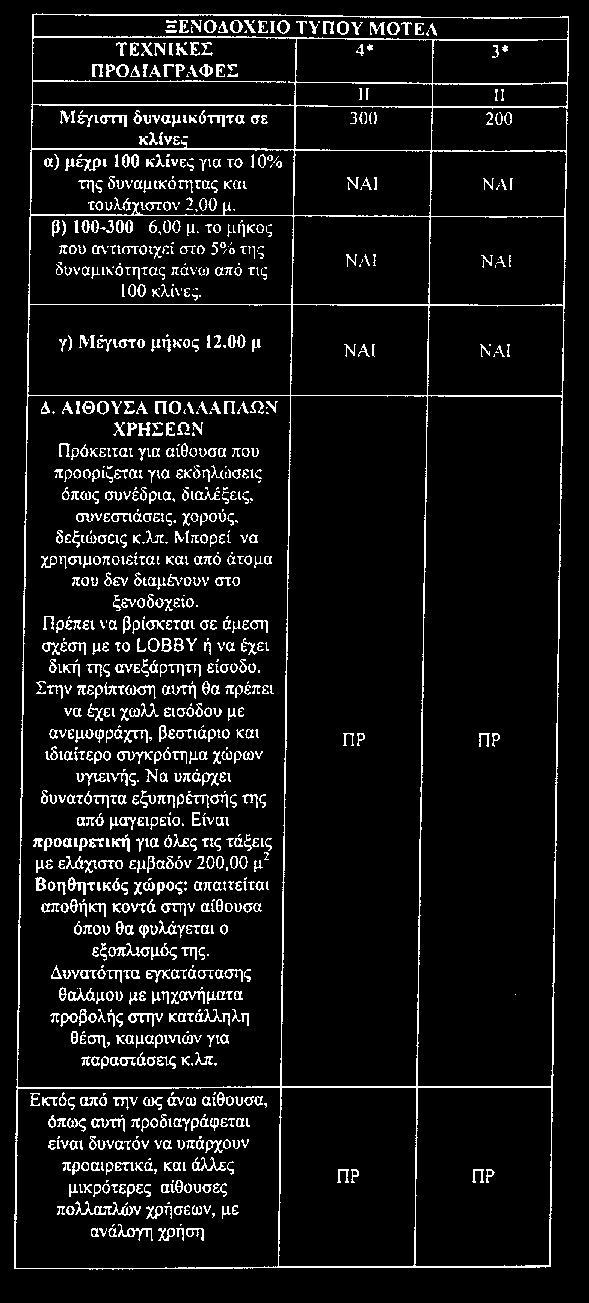 ΞΕΝΟΔΟΧΕΙΟ ΤΥΠΟΥ ΜΟΤΕΛ
ΤΕΧΝΙΚΕΣ ΠΡΟΔΙΑΓΡΑΦΕΣ
4* 3*
Π Π
Μέγιστη δυναμικότητα σε
κλίνες
300 200
α) μέχρι 100 κλίνες για το 10%
της δυναμικότητας και
τουλάχιστον 2,00 μ.
ΝΑΙ ΝΑΙ
β) 100-300 6,00 μ. το μήκος
που αντιστοιχεί στο 5% της
δυναμικότητας πάνω από τις
100 κλίνες.
ΝΑΙ ΝΑΙ
γ) Μέγιστο μήκος 12.00 μ
ΝΑΙ ΝΑΙ
Δ. ΑΙΘΟΥΣΑ ΠΟΛΛΑΠΛΩΝ
ΧΡΗΣΕΩΝ
Πρόκειται για αίθουσα που
προορίζεται για εκδηλώσεις
όπως συνέδρια, διαλέξεις,
συνεστιάσεις, χορούς,
δεξιώσεις κ.λπ. Μπορεί να
χρησιμοποιείται και από άτομα
που δεν διαμένουν στο
ξενοδοχείο.
Πρέπει να βρίσκεται σε άμεση
σχέση με το LOBBY ή να έχει
δική της ανεξάρτητη είσοδο.
Στην περίπτωση αυτή θα πρέπει
να έχει χωλλ εισόδου με
ανεμοφράχτη, βεστιάριο και
ιδιαίτερο συγκρότημα χώρων
υγιεινής. Να υπάρχει
δυνατότητα εξυπηρέτησής της
από μαγειρείο. Είναι
προαιρετική για όλες τις τάξεις
με ελάχιστο εμβαδόν 200,00 μ²
Βοηθητικός χώρος: απαιτείται
αποθήκη κοντά στην αίθουσα
όπου θα φυλάγεται ο
εξοπλισμός της.
Δυνατότητα εγκατάστασης
θαλάμου με μηχανήματα
προβολής στην κατάλληλη
θέση, καμαρινιών για
παραστάσεις κ.λπ.
ΠΡ ΠΡ
Εκτός από την ως άνω αίθουσα,
όπως αυτή προδιαγράφεται
είναι δυνατόν να υπάρχουν
προαιρετικά, και άλλες
μικρότερες αίθουσες
πολλαπλών χρήσεων, με
ανάλογη χρήση
ΠΡ ΠΡ